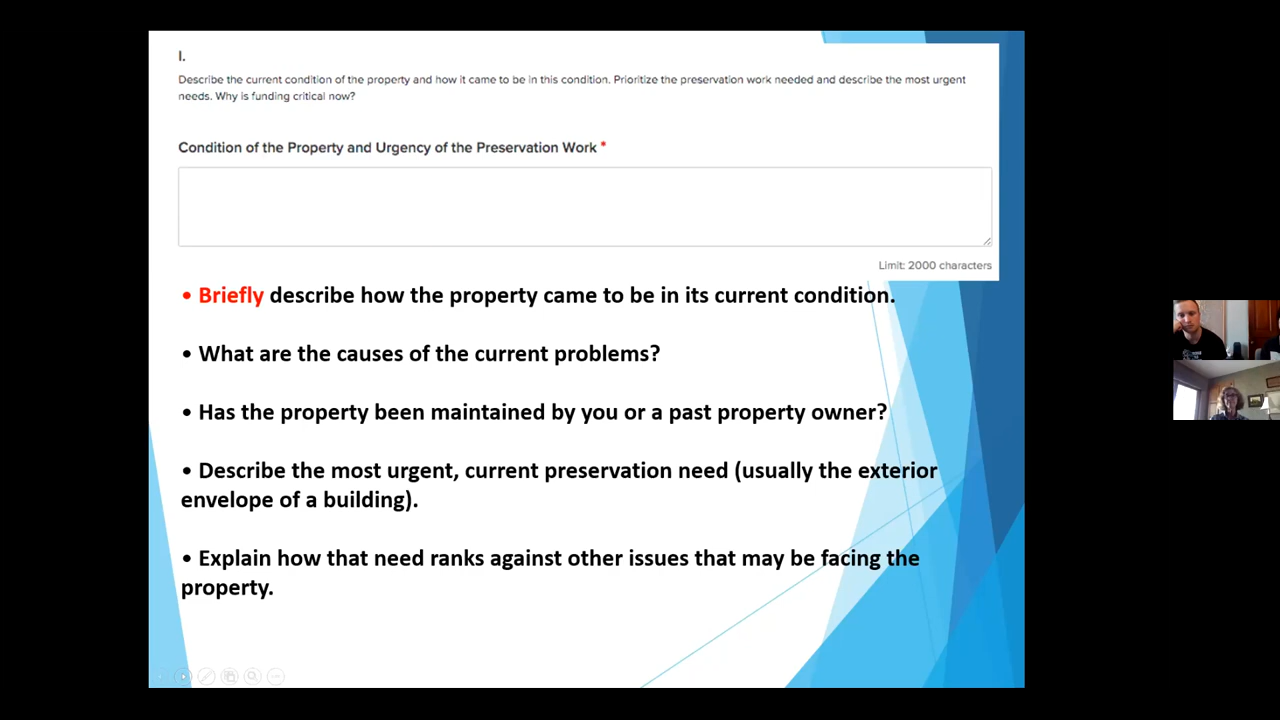 I.
Describe the current condition of the property and how it came to be in this condition. Prioritize the preservation work needed and describe the most urgent
needs. Why is funding critical now?
Condition of the Property and Urgency of the Preservation Work *
Limit: 2000 characters
• Briefly describe how the property came to be in its current condition.
• What are the causes of the current problems?
• Has the property been maintained by you or a past property owner?
• Describe the most urgent, current preservation need (usually the exterior
envelope of a building).
• Explain how that need ranks against other issues that may be facing the
property.